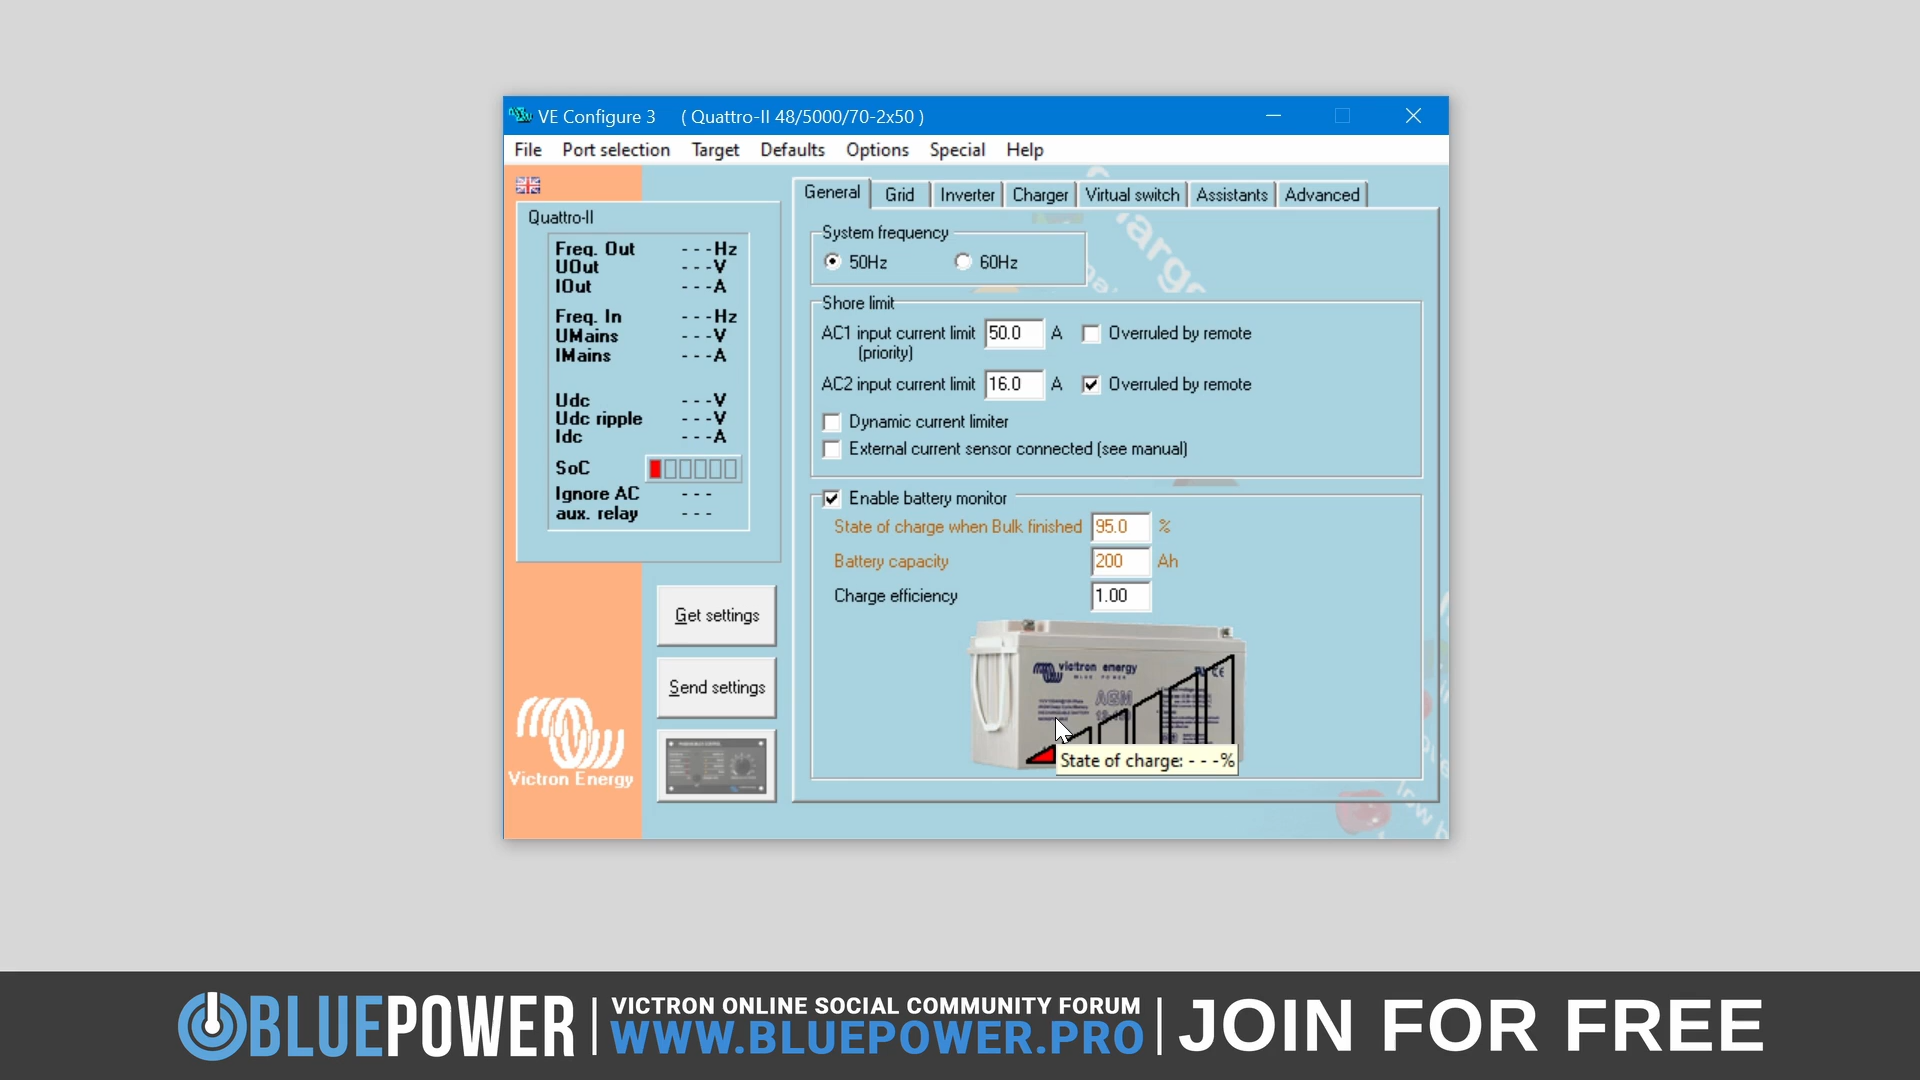 VE Configure 3 ( Quattro-II 48/5000/70-2x50 )
File Port selection Target Defaults Options Special Help
Quattro-II
Freq. Out - - - Hz
UOut - - - V
IOut - - - A
Freq. In - - - Hz
UMains - - - V
IMains - - - A
Udc - - - V
Udc ripple - - - V
Idc - - - A
SoC
Ignore AC - - -
aux. relay - - -
Get settings
Send settings
Victron Energy
General Grid Inverter Charger Virtual switch Assistants Advanced
System frequency
50Hz 60Hz
Shore limit
AC1 input current limit 50.0 A Overruled by remote
(priority)
AC2 input current limit 16.0 A Overruled by remote
Dynamic current limiter
External current sensor connected (see manual)
Enable battery monitor
State of charge when Bulk finished 95.0 %
Battery capacity 200 Ah
Charge efficiency 1.00
victron energy
BLUE POWER
AGM
State of charge: - - -%
BLUEPOWER
VICTRON ONLINE SOCIAL COMMUNITY FORUM
WWW.BLUEPOWER.PRO
JOIN FOR FREE